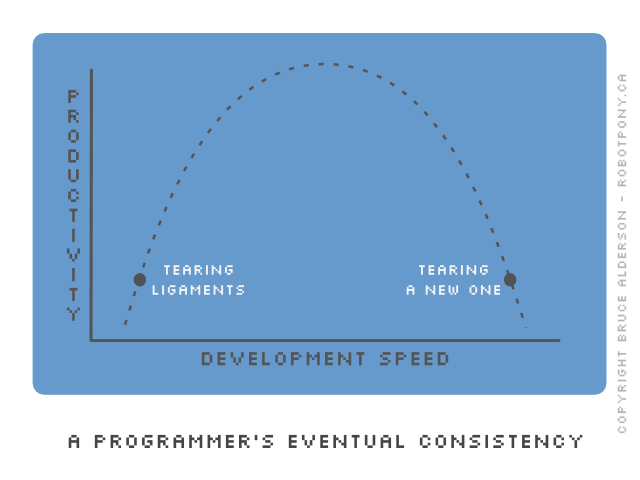 PRODUCTIVITY
TEARING
LIGAMENTS
TEARING
A NEW ONE
DEVELOPMENT SPEED
A PROGRAMMER'S EVENTUAL CONSISTENCY
COPYRIGHT BRUCE ALDERSON - ROBOTPONY.CA